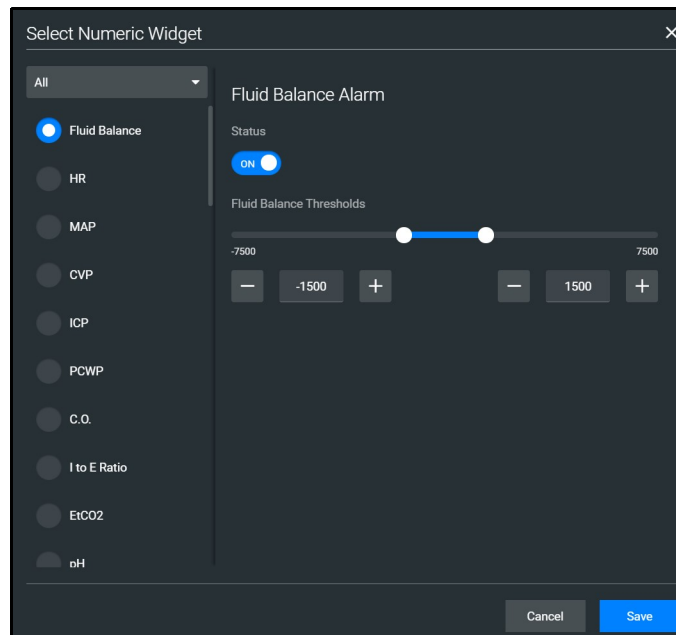 Select Numeric Widget
All
Fluid Balance
HR
MAP
CVP
ICP
PCWP
C.O.
I to E Ratio
EtCO2
pH
Fluid Balance Alarm
Status
ON
Fluid Balance Thresholds
-7500 7500
-1500 1500
Cancel Save